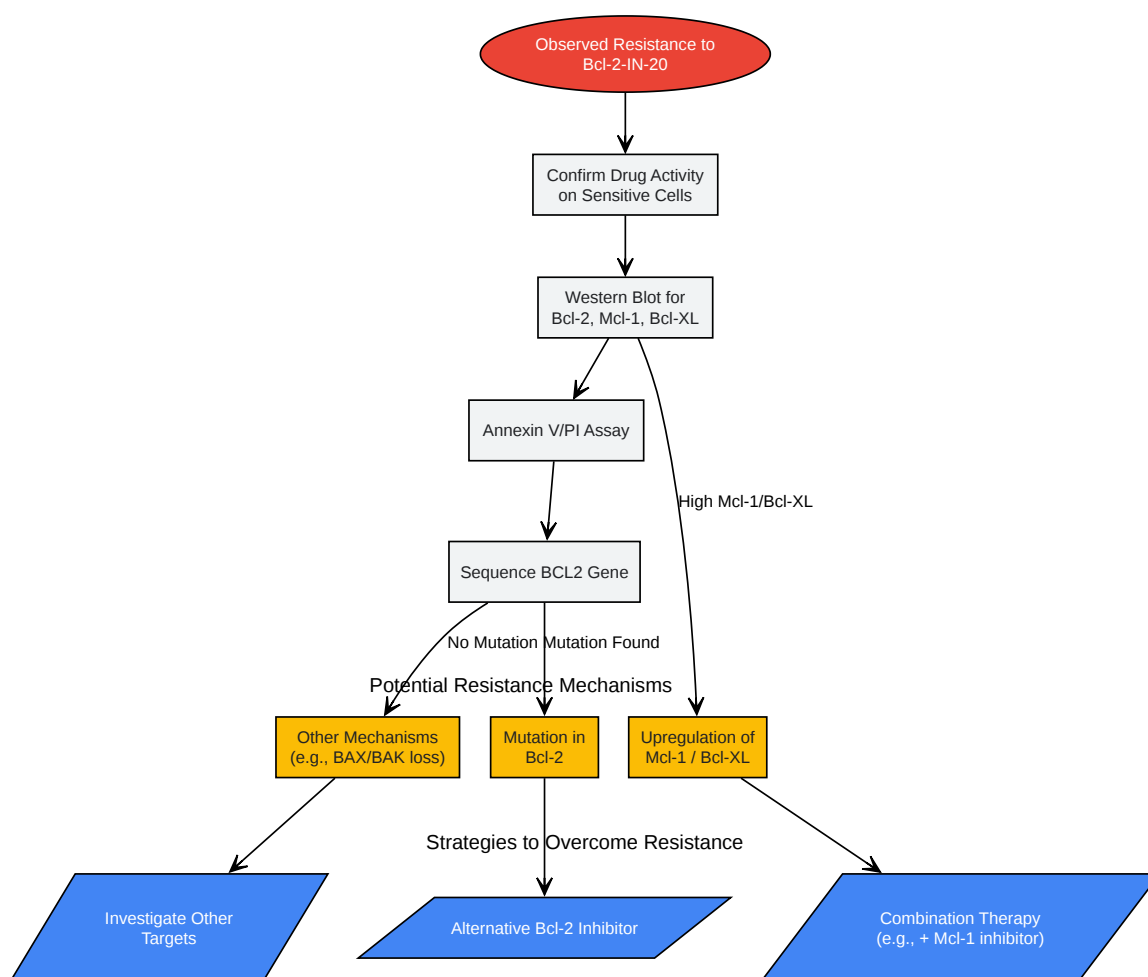 Observed Resistance to
Bcl-2-IN-20
Confirm Drug Activity
on Sensitive Cells
Western Blot for
Bcl-2, Mcl-1, Bcl-XL
Annexin V/PI Assay
High Mcl-1/Bcl-XL
Sequence BCL2 Gene
No Mutation
Mutation Found
Potential Resistance Mechanisms
Other Mechanisms
(e.g., BAX/BAK loss)
Mutation in
Bcl-2
Upregulation of
Mcl-1 / Bcl-XL
Strategies to Overcome Resistance
Investigate Other
Targets
Alternative Bcl-2 Inhibitor
Combination Therapy
(e.g., + Mcl-1 inhibitor)